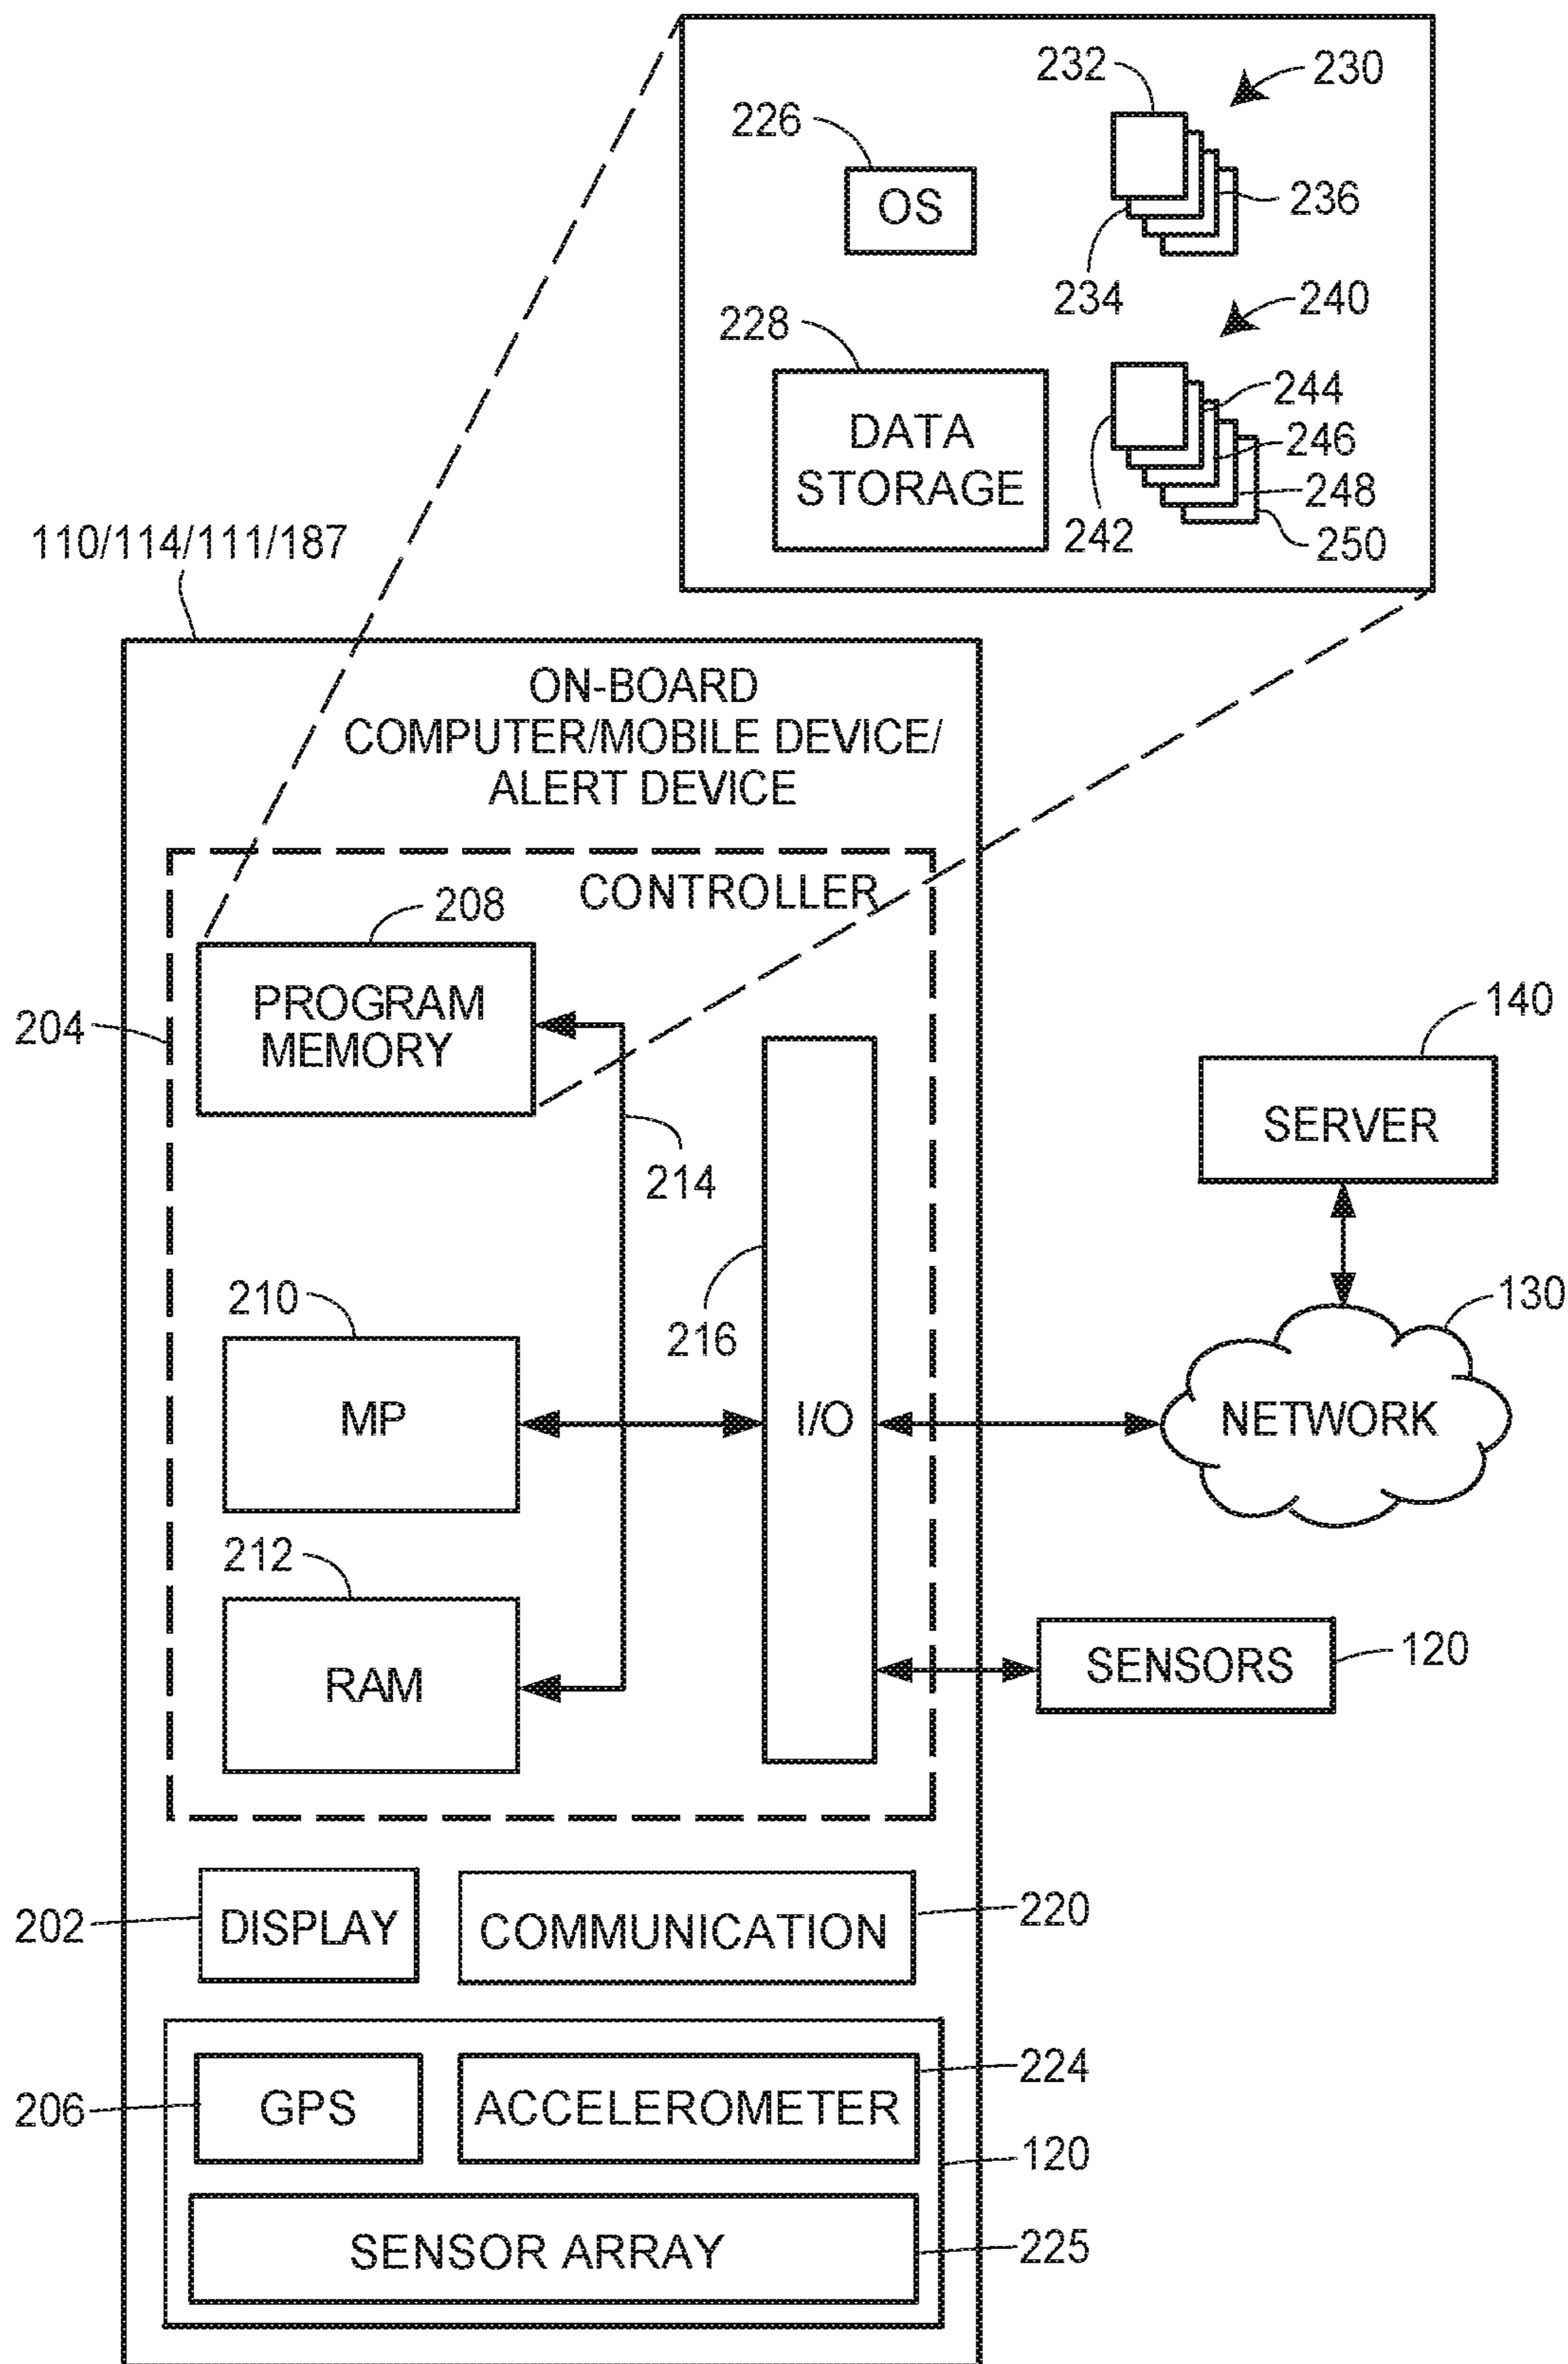 232
230
226
OS
236
234
240
228
244
DATA
STORAGE
246
248
242
250
110/114/111/187
ON-BOARD
COMPUTER/MOBILE DEVICE/
ALERT DEVICE
CONTROLLER
208
PROGRAM
MEMORY
204
140
SERVER
214
210
216
130
MP
I/O
NETWORK
212
RAM
SENSORS
120
202
DISPLAY
COMMUNICATION
220
206
GPS
ACCELEROMETER
224
120
SENSOR ARRAY
225